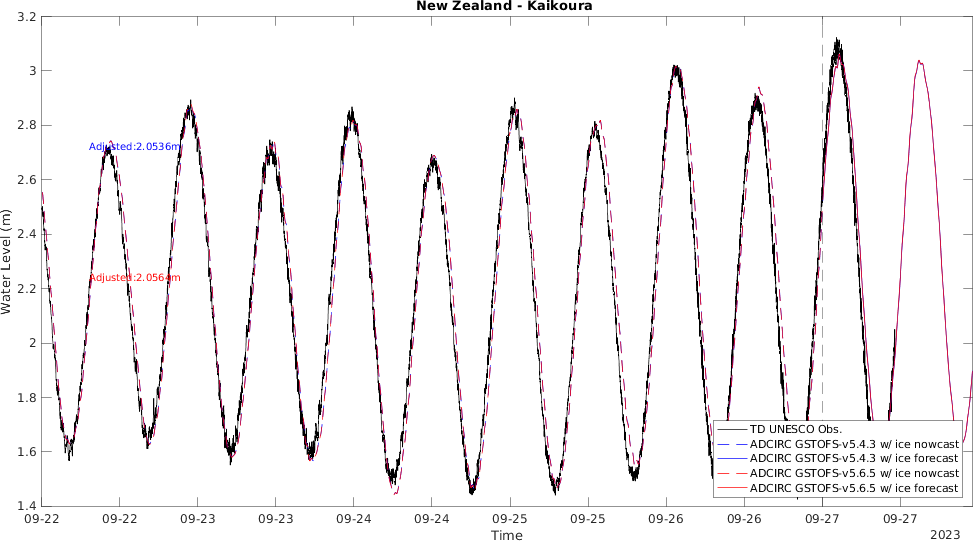 New Zealand - Kaikoura
3.2
3
2.8
2.6
2.4
2.2
2
1.8
1.6
1.4
Water Level (m)
Adjusted:2.0536m
Adjusted:2.0564m
TD UNESCO Obs.
ADCIRC GSTOFS-v5.4.3 w/ ice nowcast
ADCIRC GSTOFS-v5.4.3 w/ ice forecast
ADCIRC GSTOFS-v5.6.5 w/ ice nowcast
ADCIRC GSTOFS-v5.6.5 w/ ice forecast
09-22 09-22 09-23 09-23 09-24 09-24 09-25 09-25 09-26 09-26 09-27 09-27
Time
2023